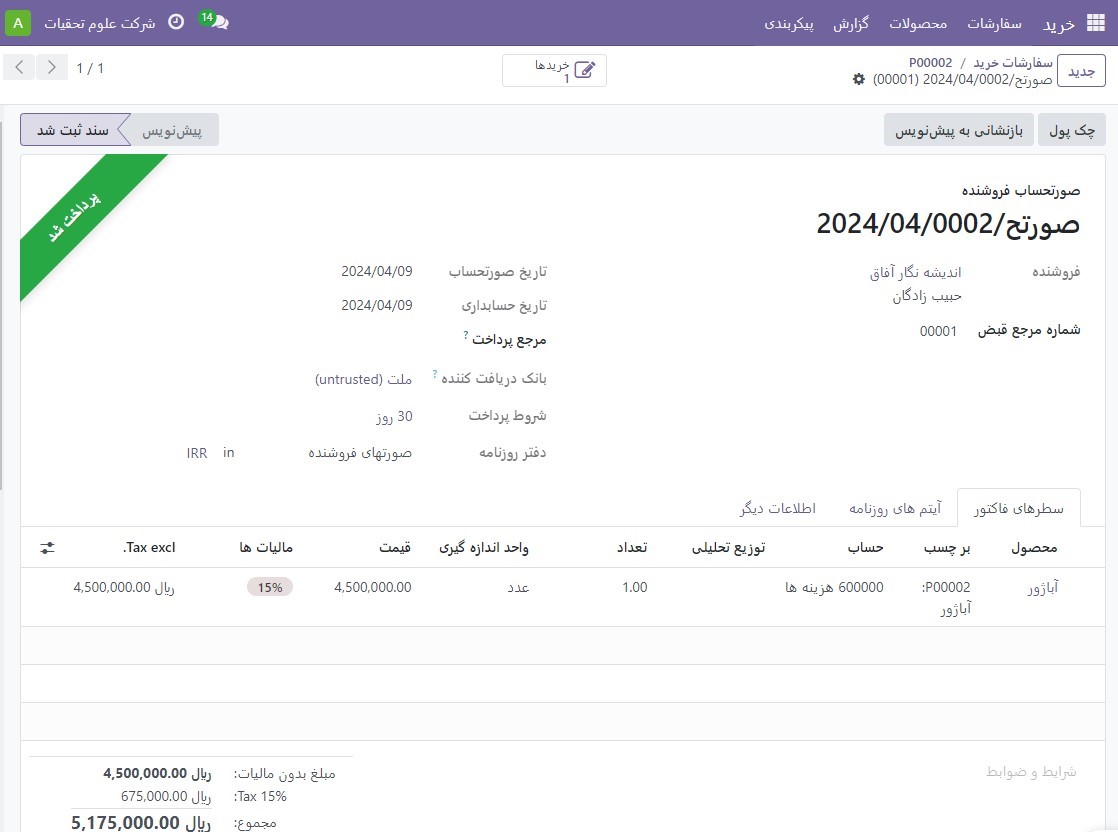 خرید سفارشات محصولات گزارش پیکربندی 14 شرکت علوم تحقیات A
جدید سفارشات خرید / P00002
صورتح/2024/04/0002 (00001)
خریدها
1
1 / 1
چک پول بازنشانی به پیش‌نویس پیش‌نویس سند ثبت شد
پرداخت شد
صورتحساب فروشنده
صورتح/2024/04/0002
فروشنده اندیشه نگار آفاق
حبیب زادگان
شماره مرجع قبض 00001
تاریخ صورتحساب 2024/04/09
تاریخ حسابداری 2024/04/09
مرجع پرداخت ?
بانک دریافت کننده ? ملت (untrusted)
شروط پرداخت 30 روز
دفتر روزنامه صورتهای فروشنده in IRR
سطرهای فاکتور آیتم های روزنامه اطلاعات دیگر
محصول بر چسب حساب توزیع تحلیلی تعداد واحد اندازه گیری قیمت مالیات ها Tax excl.
آباژور P00002: 600000 هزینه ها 1.00 عدد 4,500,000.00 15% ریال 4,500,000.00
آباژور
شرایط و ضوابط
مبلغ بدون مالیات: ریال 4,500,000.00
Tax 15%: ریال 675,000.00
مجموع: ریال 5,175,000.00